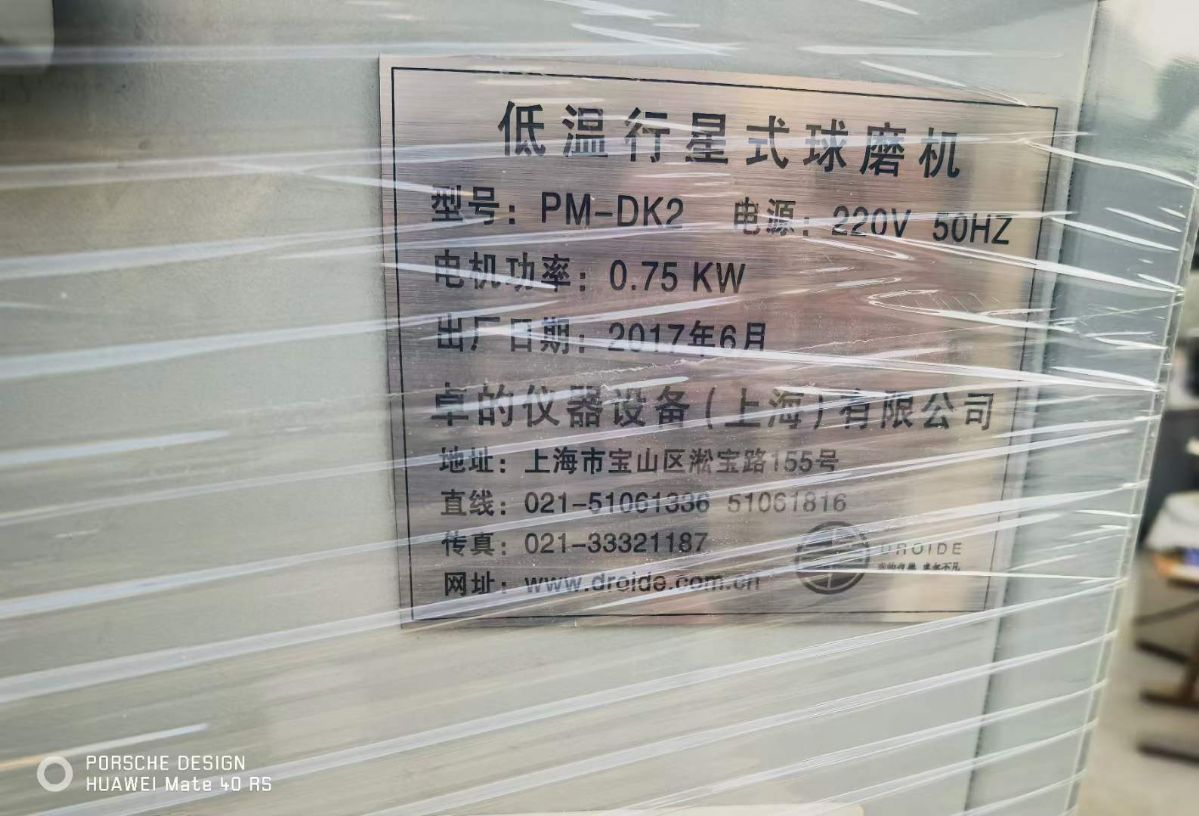 低温行星式球磨机
型号：PM-DK2 电源：220V 50HZ
电机功率：0.75 KW
出厂日期：2017年6月
卓的仪器设备(上海)有限公司
地址：上海市宝山区淞宝路155号
直线：021-51061336 51061816
传真：021-33321187
网址：www.droide.com.cn
DROIDE
PORSCHE DESIGN
HUAWEI Mate 40 RS